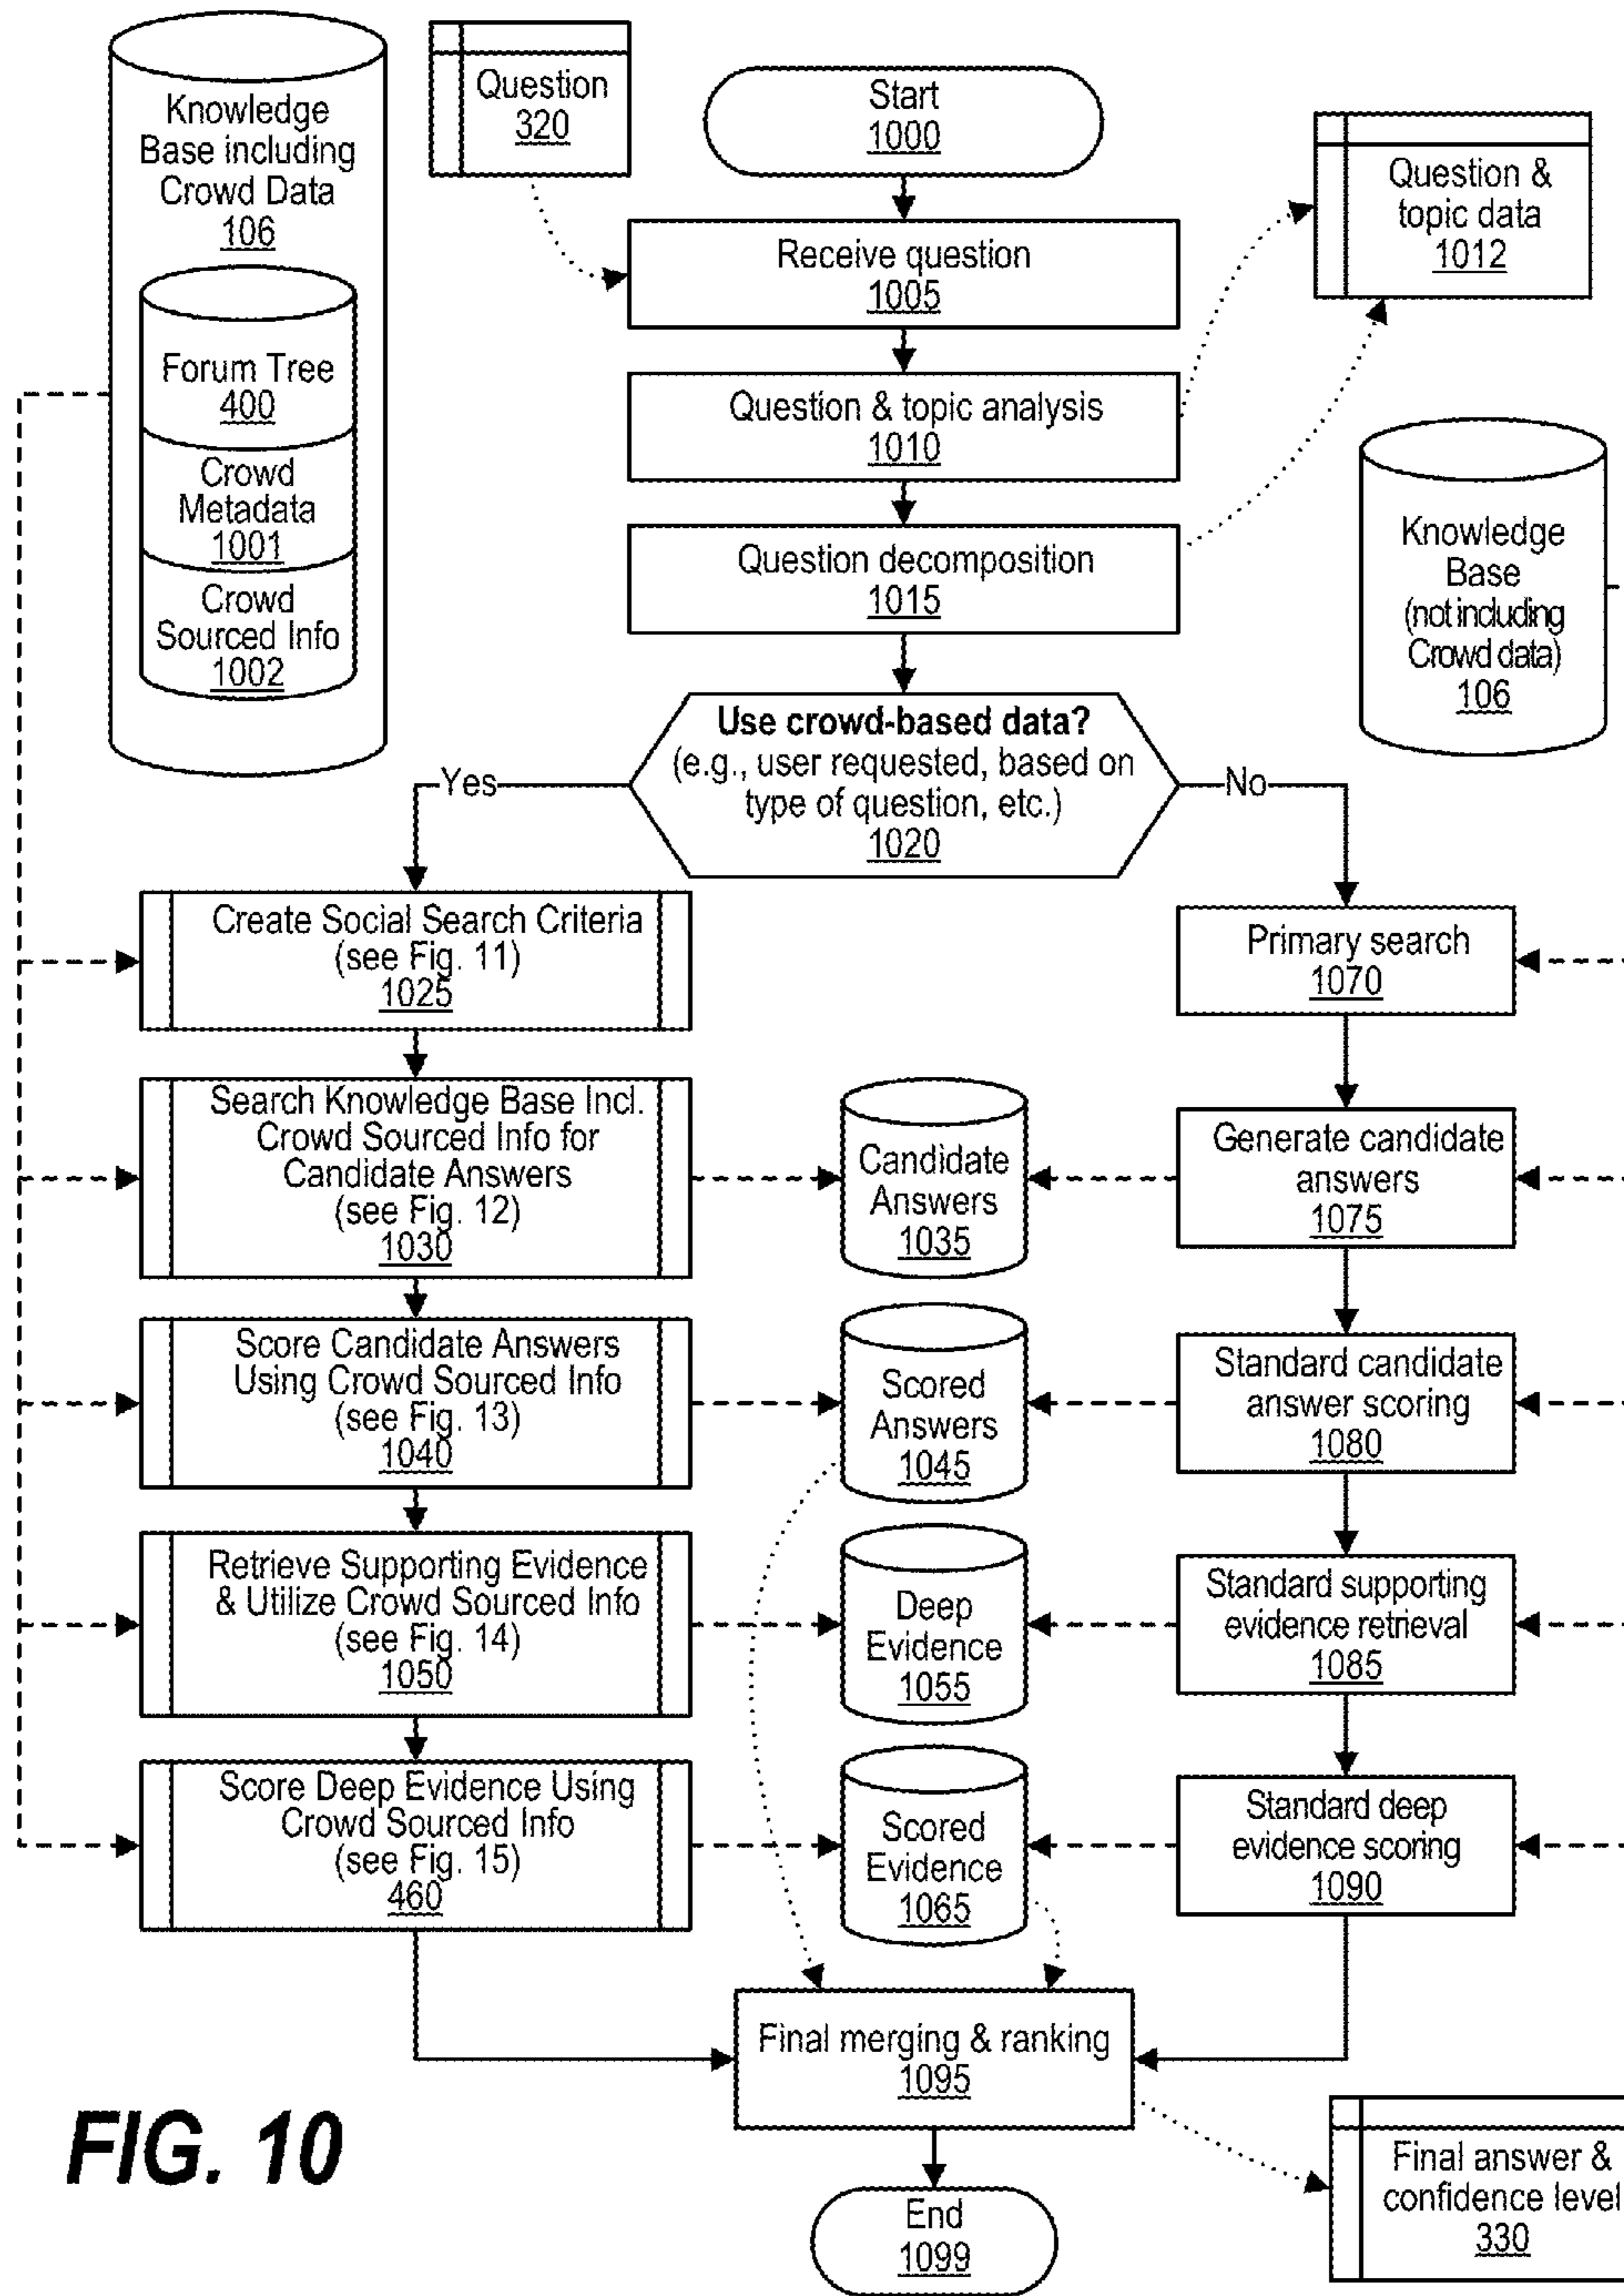 Knowledge
Base including
Crowd Data
106
Forum Tree
400
Crowd
Metadata
1001
Crowd
Sourced Info
1002
Question
320
Start
1000
Receive question
1005
Question & topic analysis
1010
Question decomposition
1015
Question &
topic data
1012
Knowledge
Base
(not including
Crowd data)
106
Use crowd-based data?
(e.g., user requested, based on
type of question, etc.)
1020
Yes
No
Create Social Search Criteria
(see Fig. 11)
1025
Primary search
1070
Search Knowledge Base Incl.
Crowd Sourced Info for
Candidate Answers
(see Fig. 12)
1030
Candidate
Answers
1035
Generate candidate
answers
1075
Score Candidate Answers
Using Crowd Sourced Info
(see Fig. 13)
1040
Scored
Answers
1045
Standard candidate
answer scoring
1080
Retrieve Supporting Evidence
& Utilize Crowd Sourced Info
(see Fig. 14)
1050
Deep
Evidence
1055
Standard supporting
evidence retrieval
1085
Score Deep Evidence Using
Crowd Sourced Info
(see Fig. 15)
460
Scored
Evidence
1065
Standard deep
evidence scoring
1090
Final merging & ranking
1095
End
1099
Final answer &
confidence level
330
FIG. 10